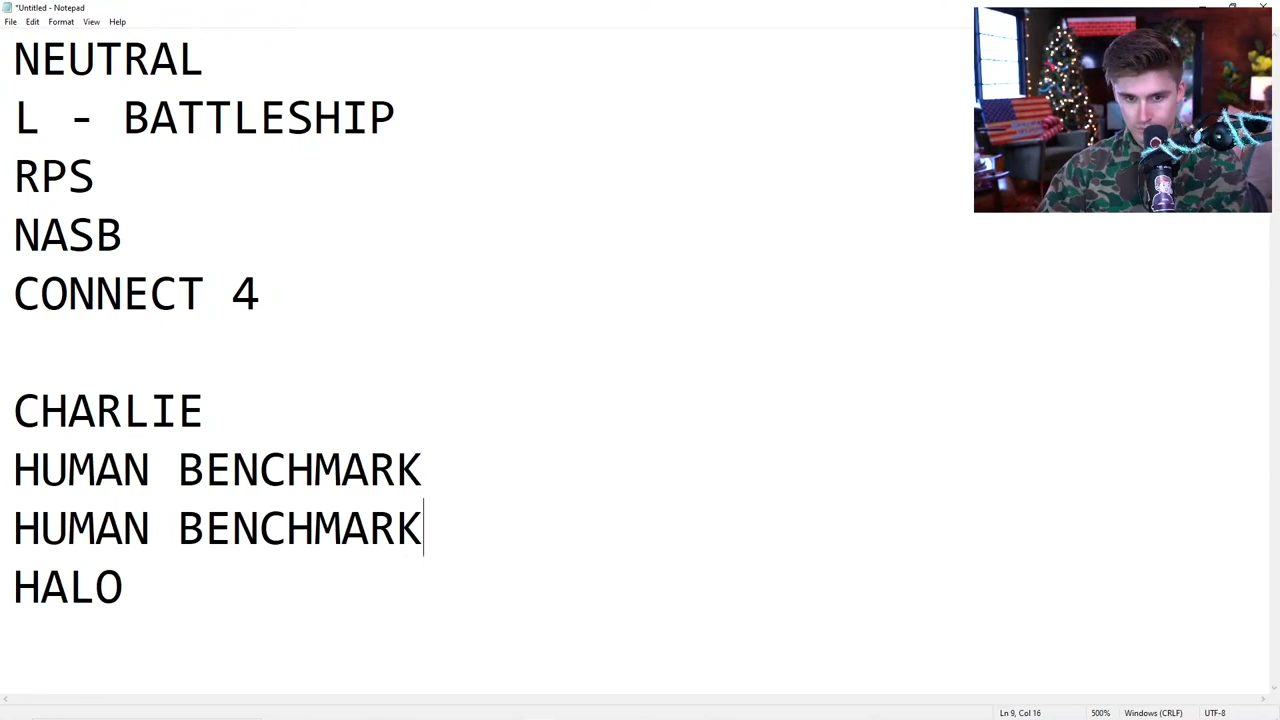 *Untitled - Notepad
File Edit Format View Help
NEUTRAL
L - BATTLESHIP
RPS
NASB
CONNECT 4
CHARLIE
HUMAN BENCHMARK
HUMAN BENCHMARK
HALO
Ln 9, Col 16 500% Windows (CRLF) UTF-8